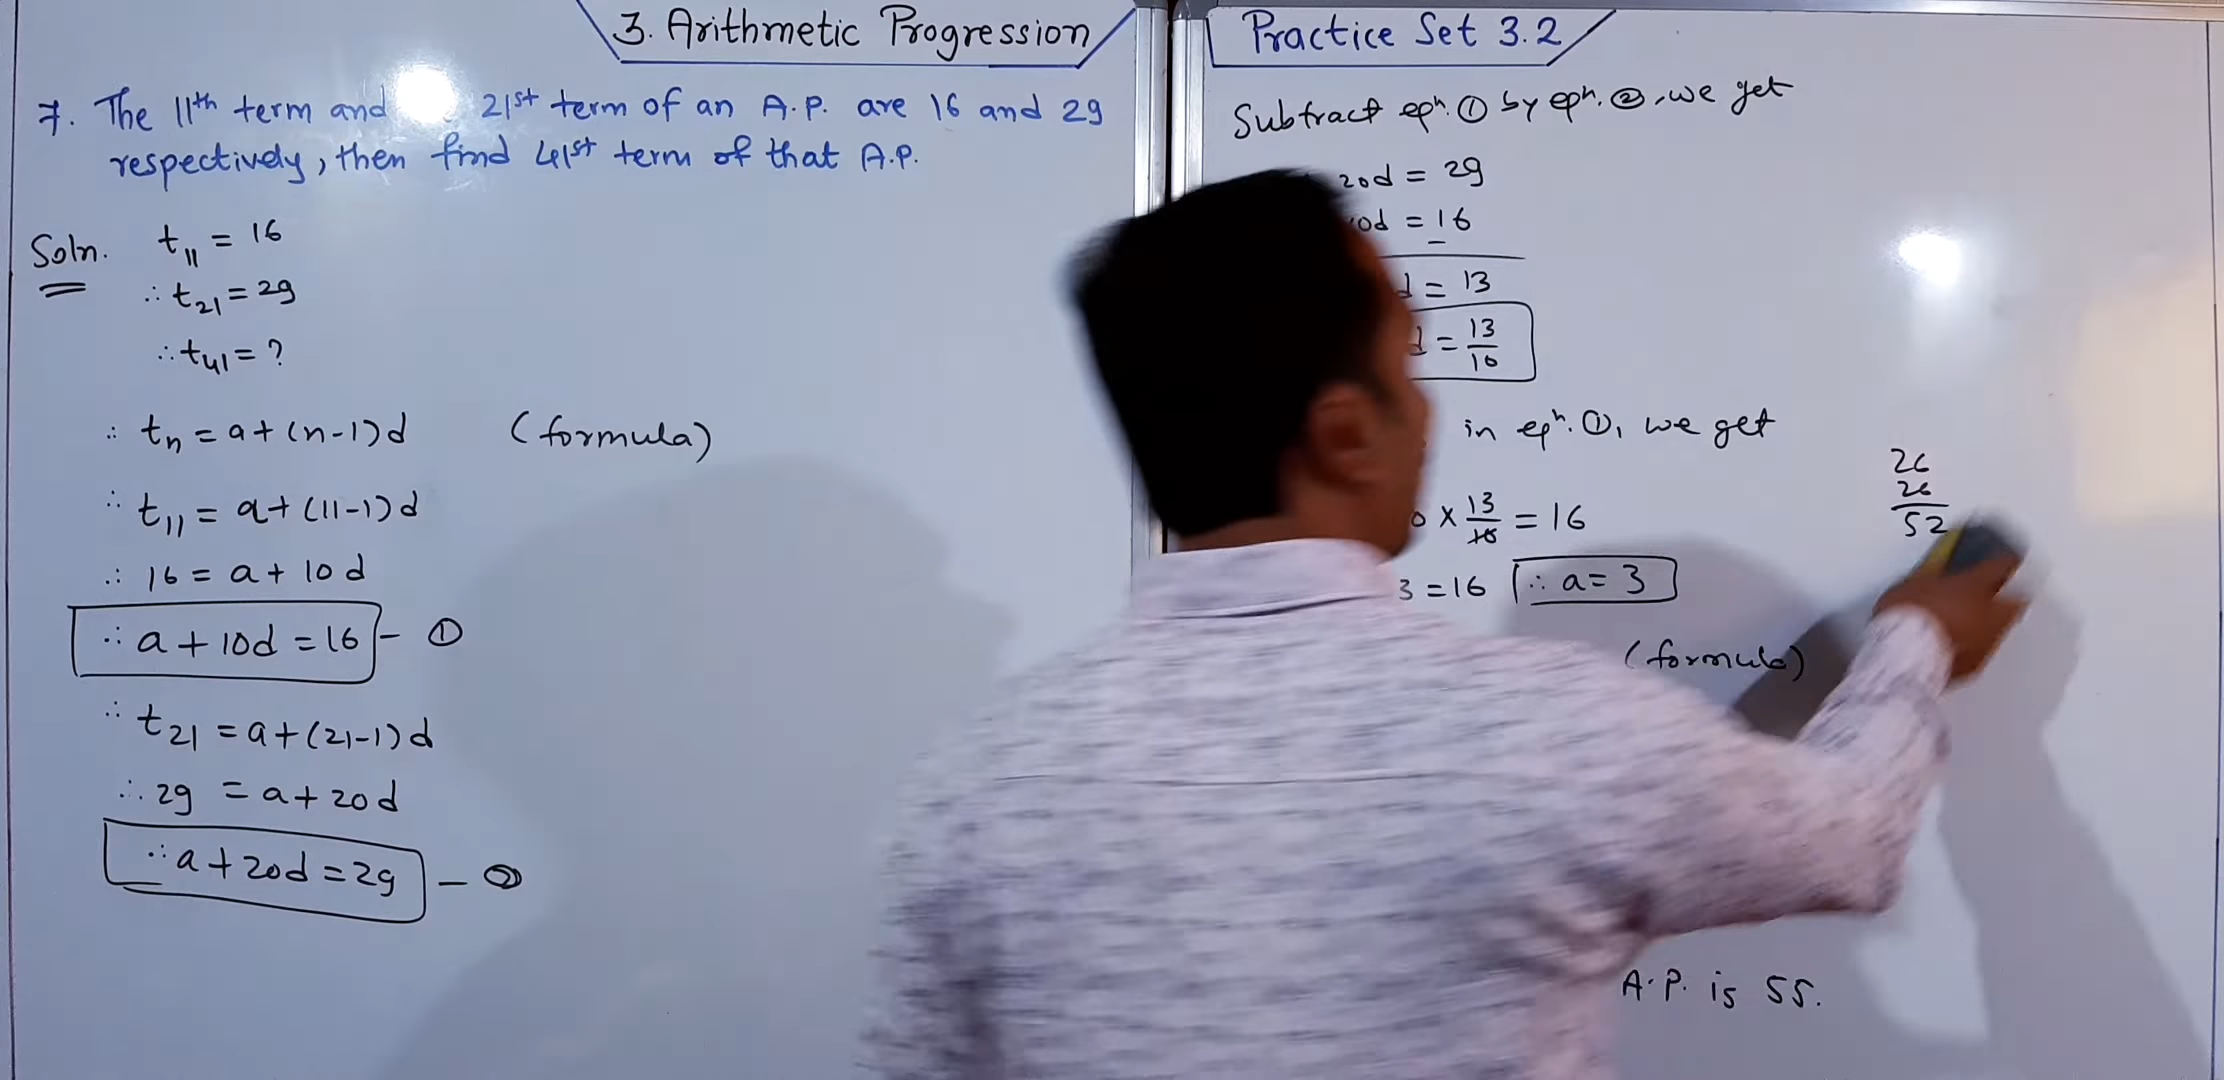 3. Arithmetic Progression
7. The 11th term and 21st term of an A.P. are 16 and 29
respectively, then find 41st term of that A.P.
Soln. t₁₁ = 16
∴ t₂₁ = 29
∴ t₄₁ = ?
∴ tₙ = a + (n-1)d (formula)
∴ t₁₁ = a + (11-1)d
∴ 16 = a + 10d
∴ a + 10d = 16 - ①
∴ t₂₁ = a + (21-1)d
∴ 29 = a + 20d
∴ a + 20d = 29 - ②
Practice Set 3.2
Subtract eqn. ① by eqn. ②, we get
20d = 29
0d = 16
-
d = 13
d = 13/10
in eqn. ①, we get
0 × 13/10 = 16
3 = 16 ∴ a = 3
(formula)
26
26
52
A.P. is 55.